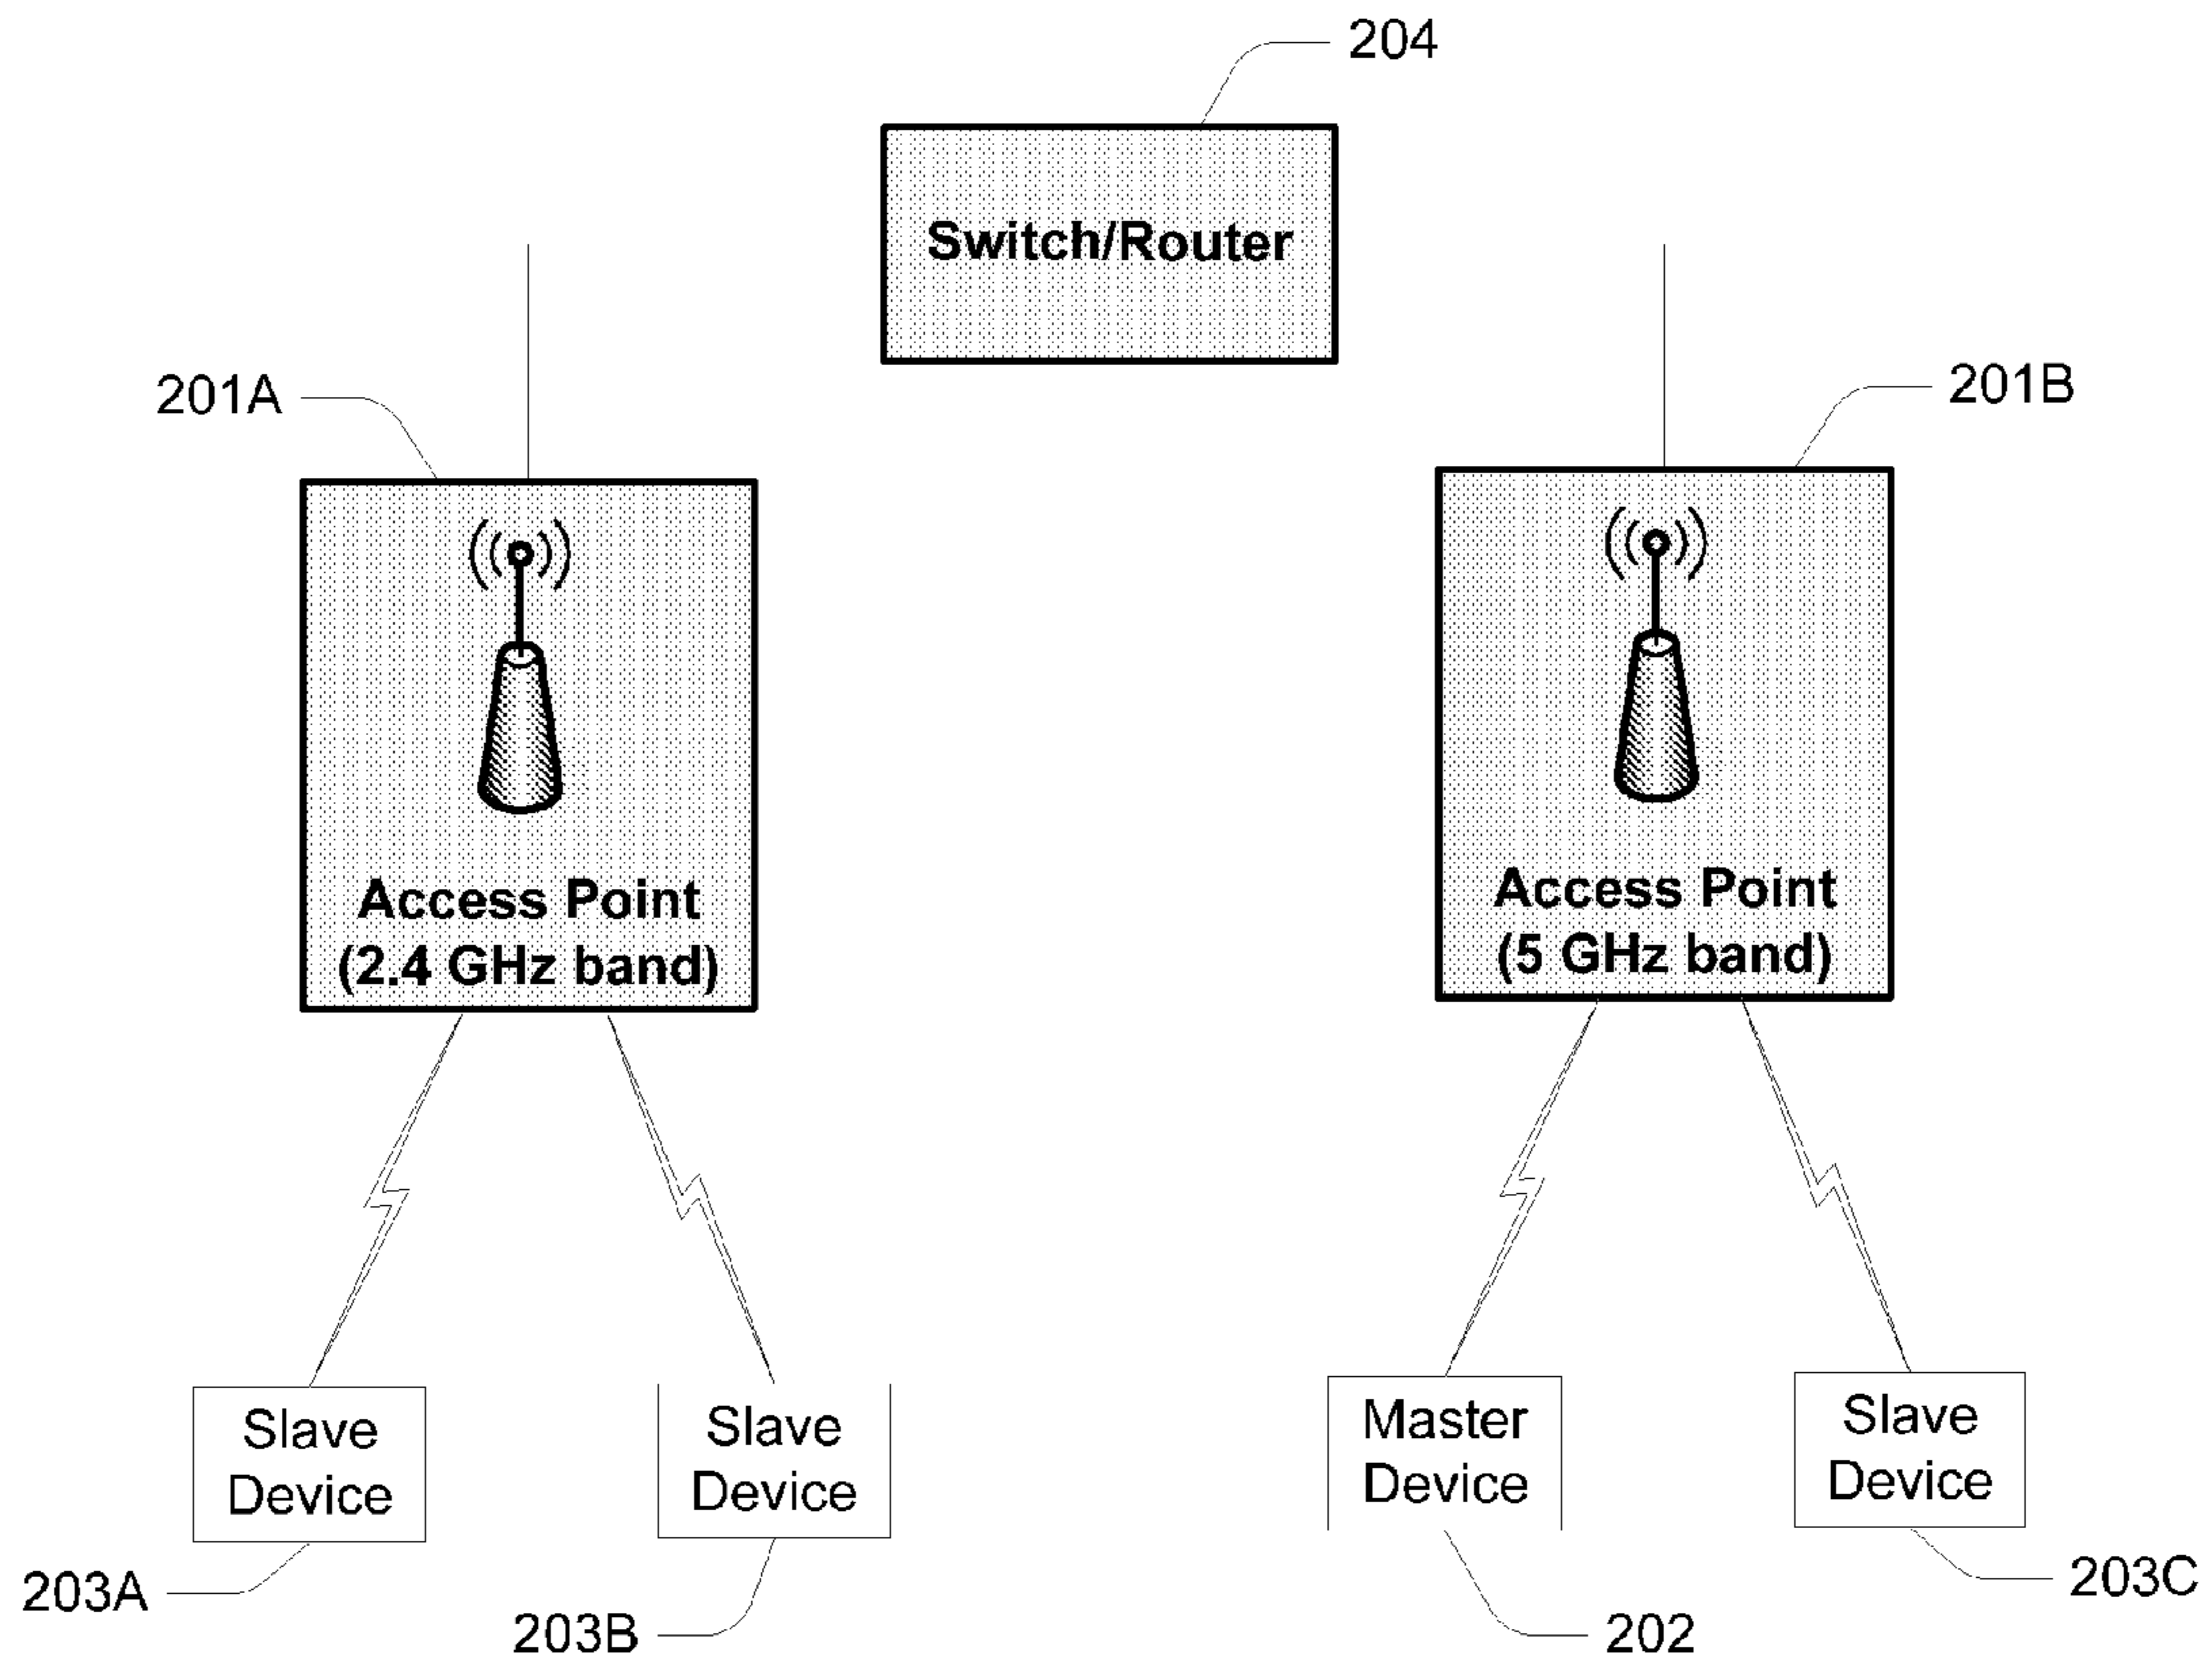 204
Switch/Router
201A
201B
Access Point
(2.4 GHz band)
Access Point
(5 GHz band)
Slave
Device
Slave
Device
Master
Device
Slave
Device
203A
203B
202
203C